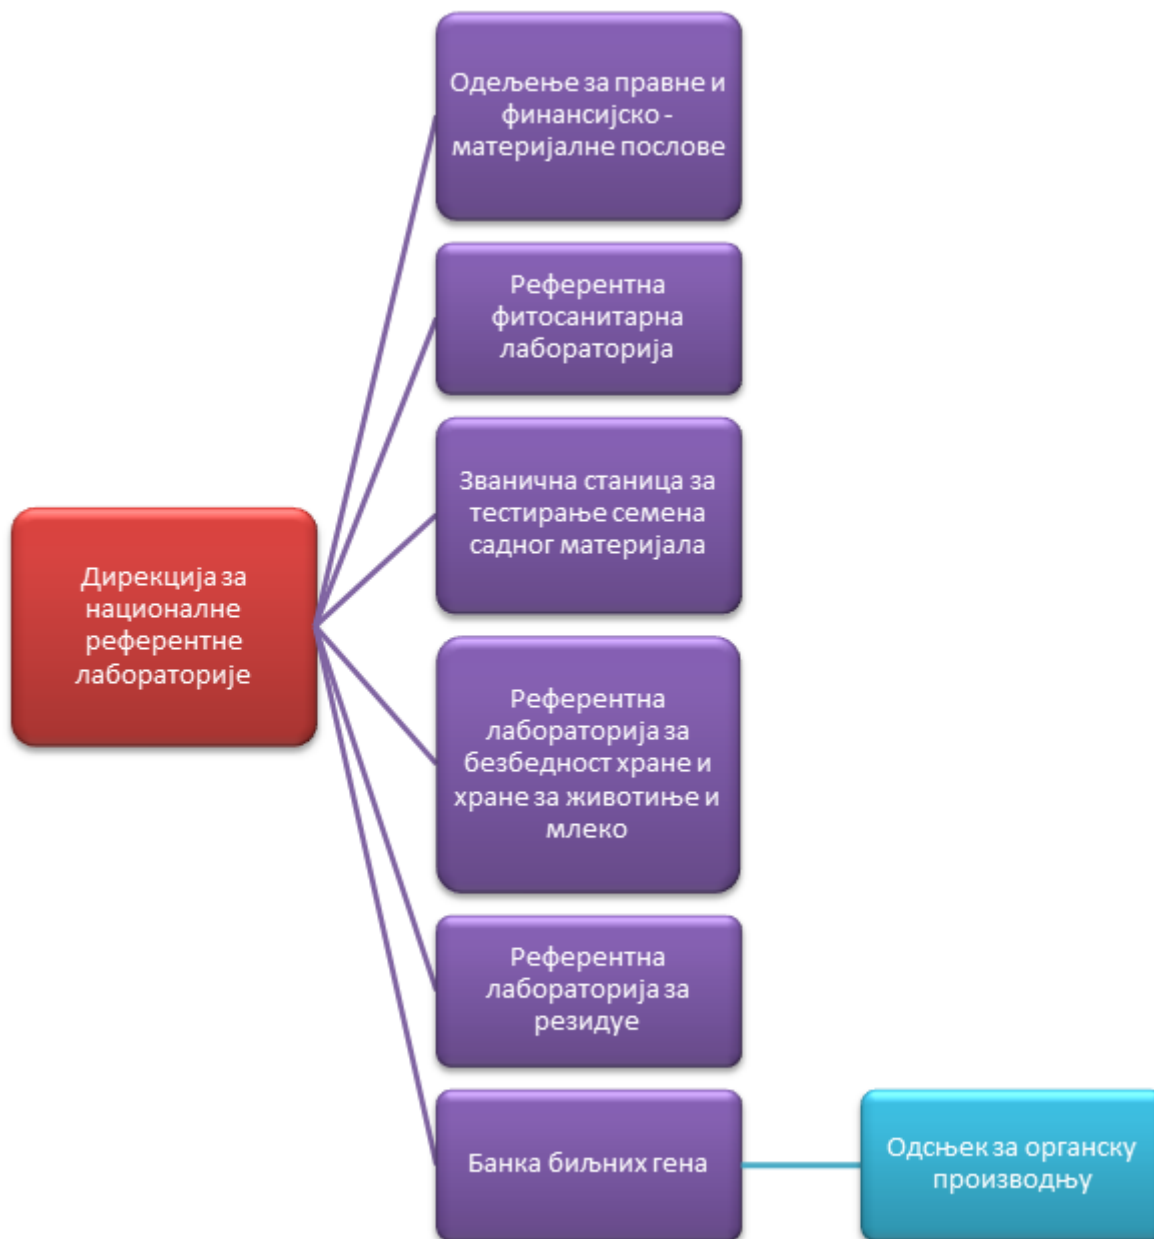 Одељење за правне и
финансијско -
материјалне послове
Референтна
фитосанитарна
лабораторија
Званична станица за
тестирање семена
садног материјала
Дирекција за
националне
референтне
лабораторије
Референтна
лабораторија за
безбедност хране и
хране за животиње и
млеко
Референтна
лабораторија за
резидуе
Банка биљних гена
Одсњек за органску
производњу